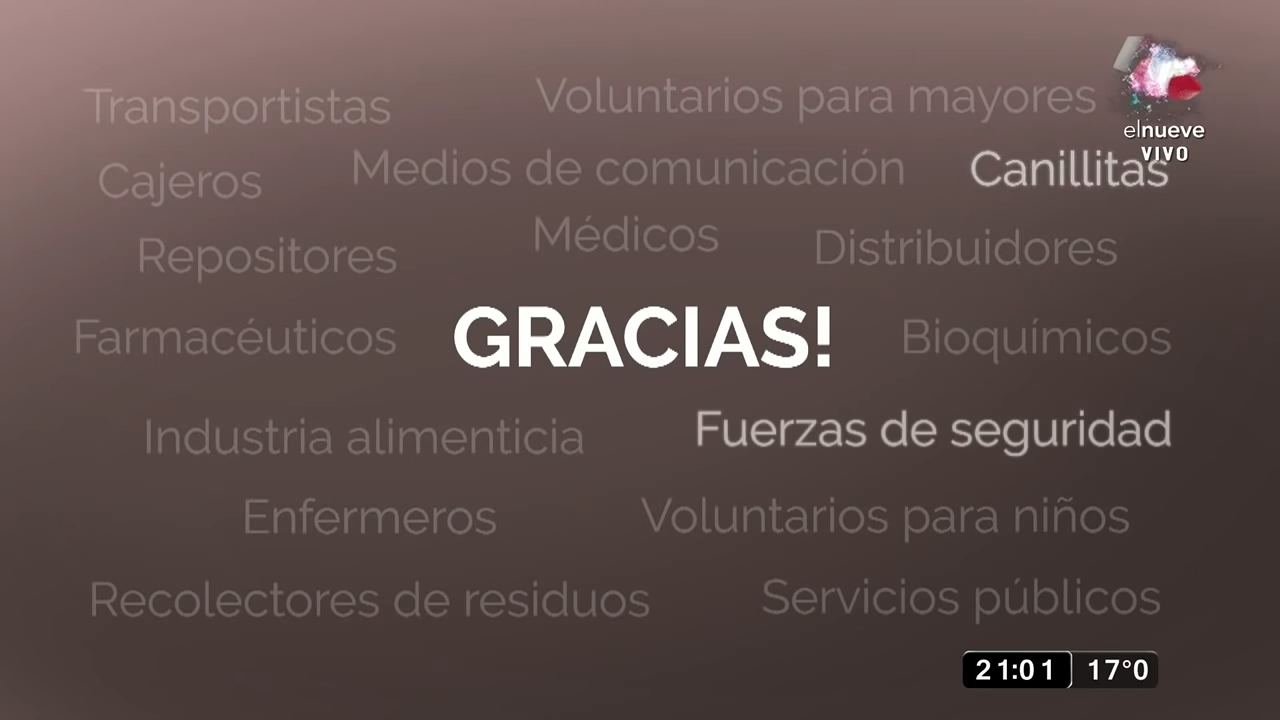 Transportistas
Voluntarios para mayores
elnueve
VIVO
Cajeros
Medios de comunicación
Canillitas
Repositores
Médicos
Distribuidores
Farmacéuticos
GRACIAS!
Bioquímicos
Industria alimenticia
Fuerzas de seguridad
Enfermeros
Voluntarios para niños
Recolectores de residuos
Servicios públicos
21:01
17°0